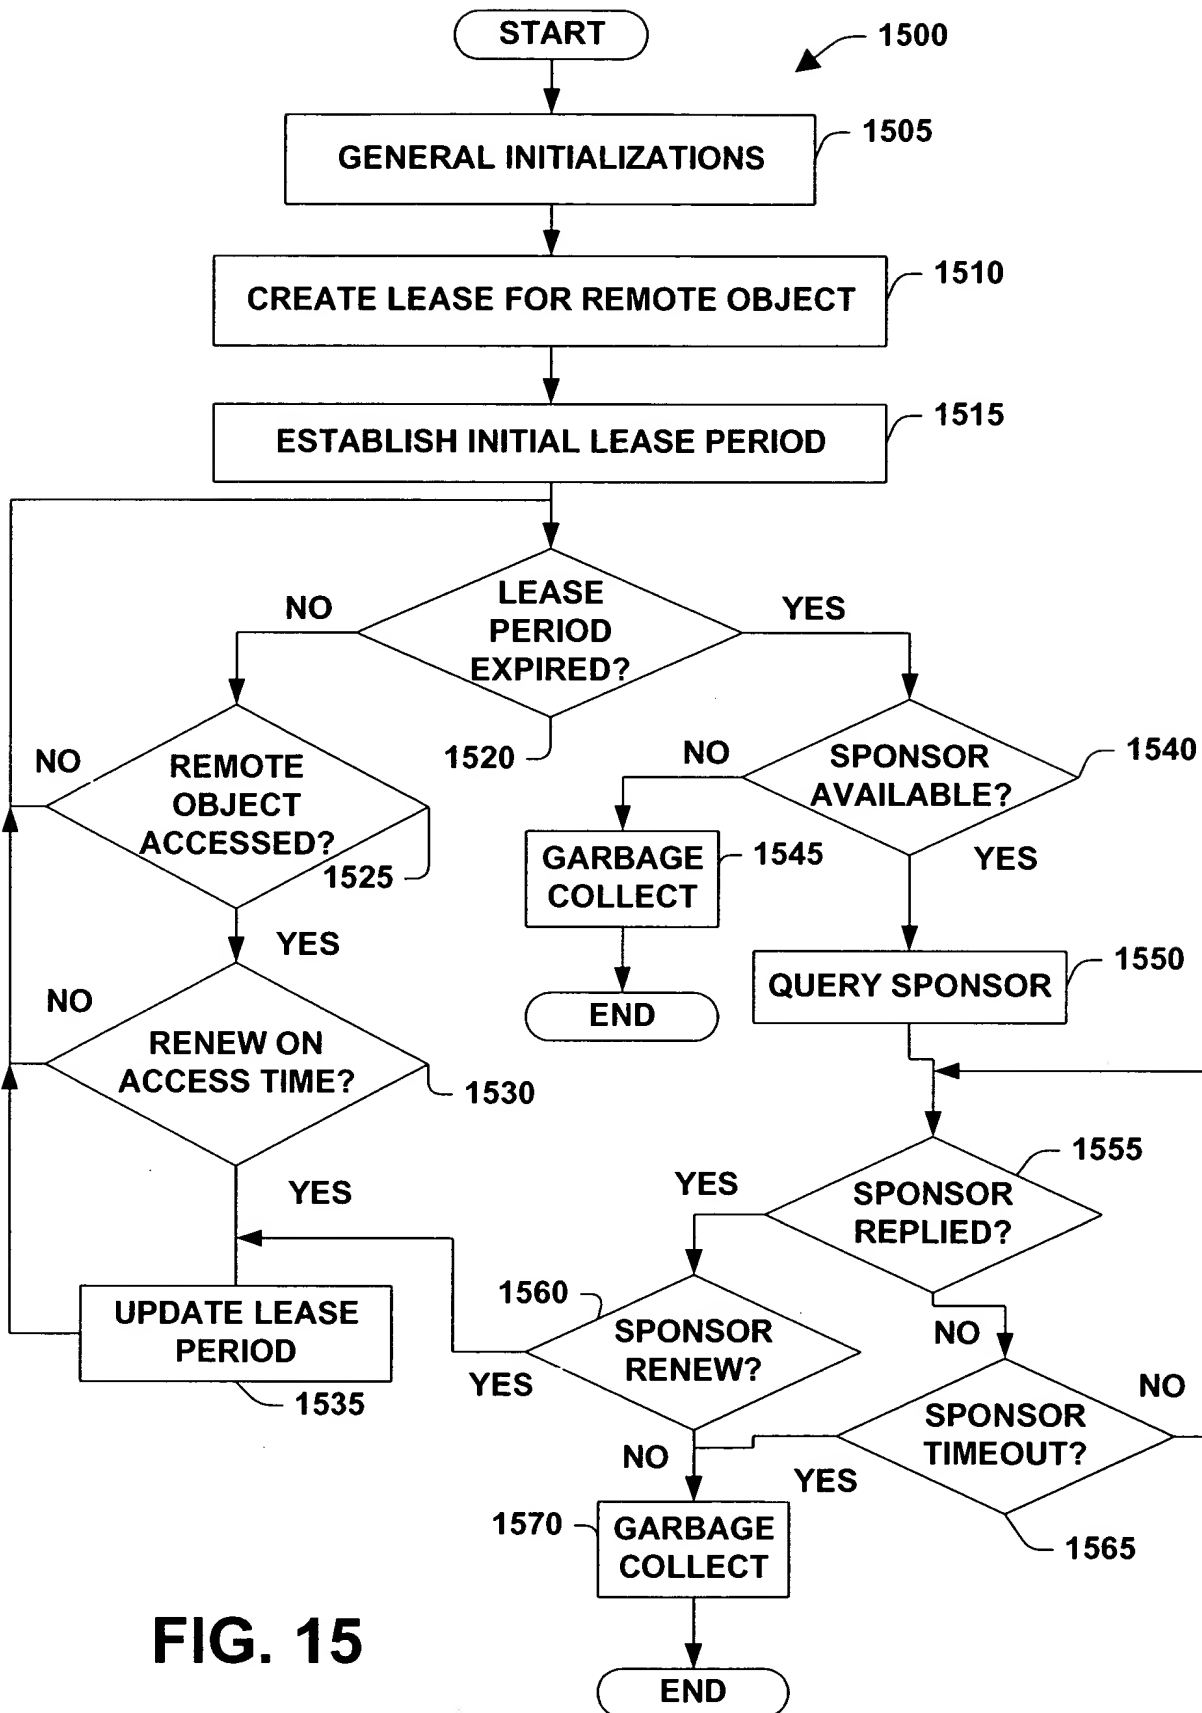 START
1500
GENERAL INITIALIZATIONS
1505
CREATE LEASE FOR REMOTE OBJECT
1510
ESTABLISH INITIAL LEASE PERIOD
1515
NO
LEASE
PERIOD
EXPIRED?
YES
1520
NO
REMOTE
OBJECT
ACCESSED?
1525
NO
SPONSOR
AVAILABLE?
1540
GARBAGE
COLLECT
1545
YES
YES
END
QUERY SPONSOR
1550
NO
RENEW ON
ACCESS TIME?
1530
YES
YES
SPONSOR
REPLIED?
1555
UPDATE LEASE
PERIOD
1535
1560
SPONSOR
RENEW?
YES
NO
NO
SPONSOR
TIMEOUT?
NO
YES
1565
1570
GARBAGE
COLLECT
FIG. 15
END